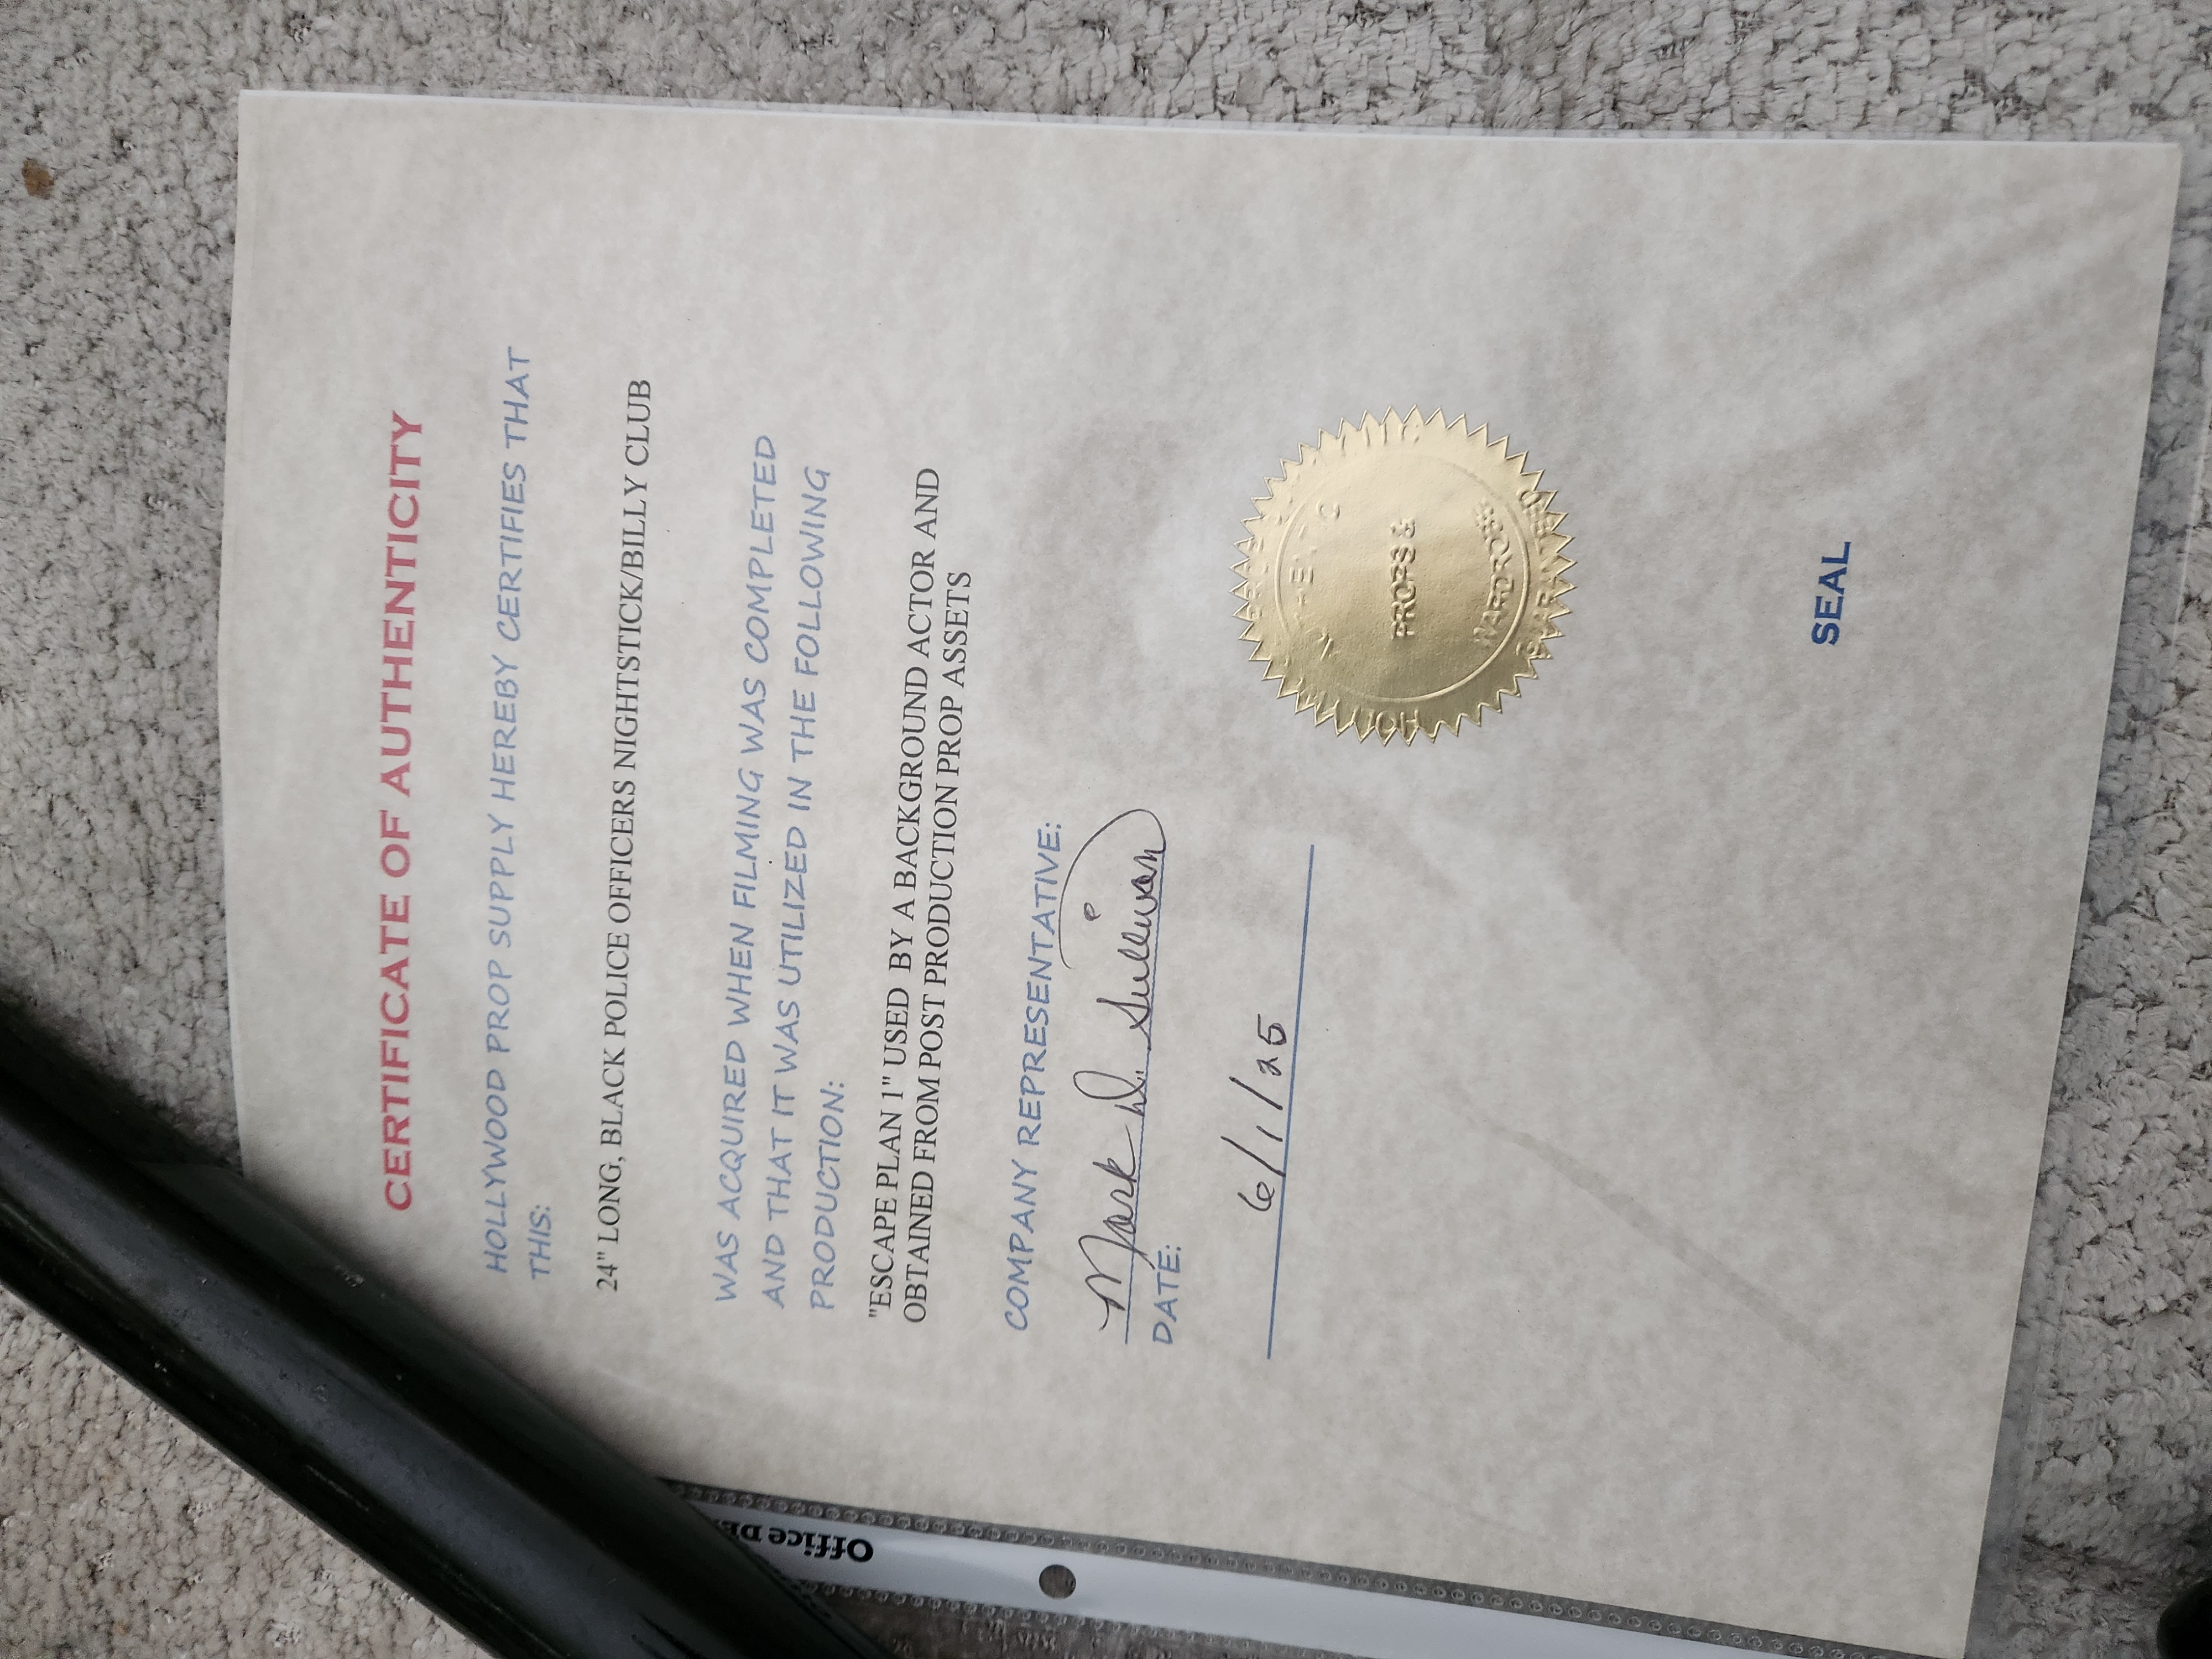 CERTIFICATE OF AUTHENTICITY
HOLLYWOOD PROP SUPPLY HEREBY CERTIFIES THAT
THIS:
24" LONG, BLACK POLICE OFFICERS NIGHTSTICK/BILLY CLUB
WAS ACQUIRED WHEN FILMING WAS COMPLETED
AND THAT IT WAS UTILIZED IN THE FOLLOWING
PRODUCTION:
"ESCAPE PLAN 1" USED BY A BACKGROUND ACTOR AND
OBTAINED FROM POST PRODUCTION PROP ASSETS
COMPANY REPRESENTATIVE:
Mark D. Sullivan
DATE:
6/1/25
PROPS &
WARDROBE
GUARANTEED
SEAL
Office